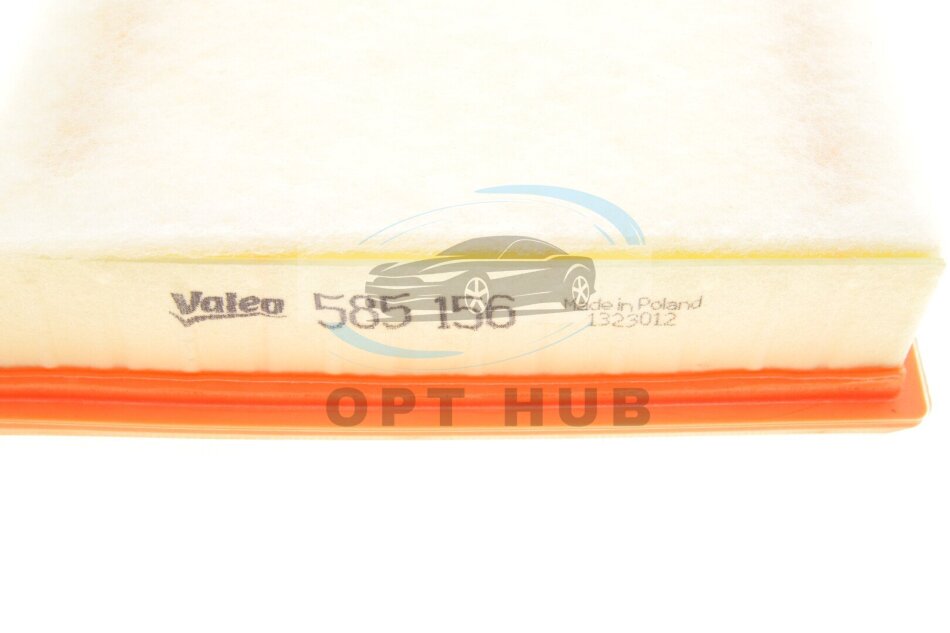 Valeo 585 156 Made in Poland
1323012
OPT HUB